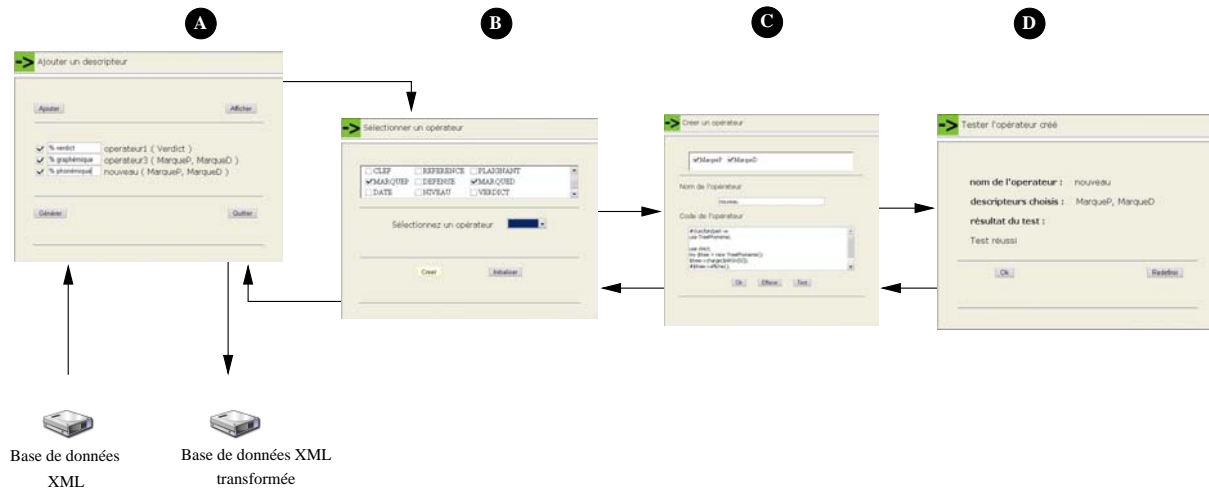 A
B
C
D
-> Ajouter un descripteur
Ajouter
Afficher
% verdict operateur1 ( Verdict )
% graphémique operateur3 ( MarqueP, MarqueD )
% phonémique nouveau ( MarqueP, MarqueD )
Générer
Quitter
-> Sélectionner un opérateur
CLEF REFERENCE PLAIGNANT
MARQUEP DEFENSE MARQUED
DATE NIVEAU VERDICT
Sélectionnez un opérateur
Creer
Initialiser
-> Creer un opérateur
MarqueP MarqueD
Nom de l'operateur
nouveau
Code de l'operateur
Ok Effacer Test
-> Tester l'opérateur créé
nom de l'operateur : nouveau
descripteurs choisis : MarqueP, MarqueD
résultat du test :
Test réussi
Ok
Redéfinir
Base de données
XML
Base de données XML
transformée